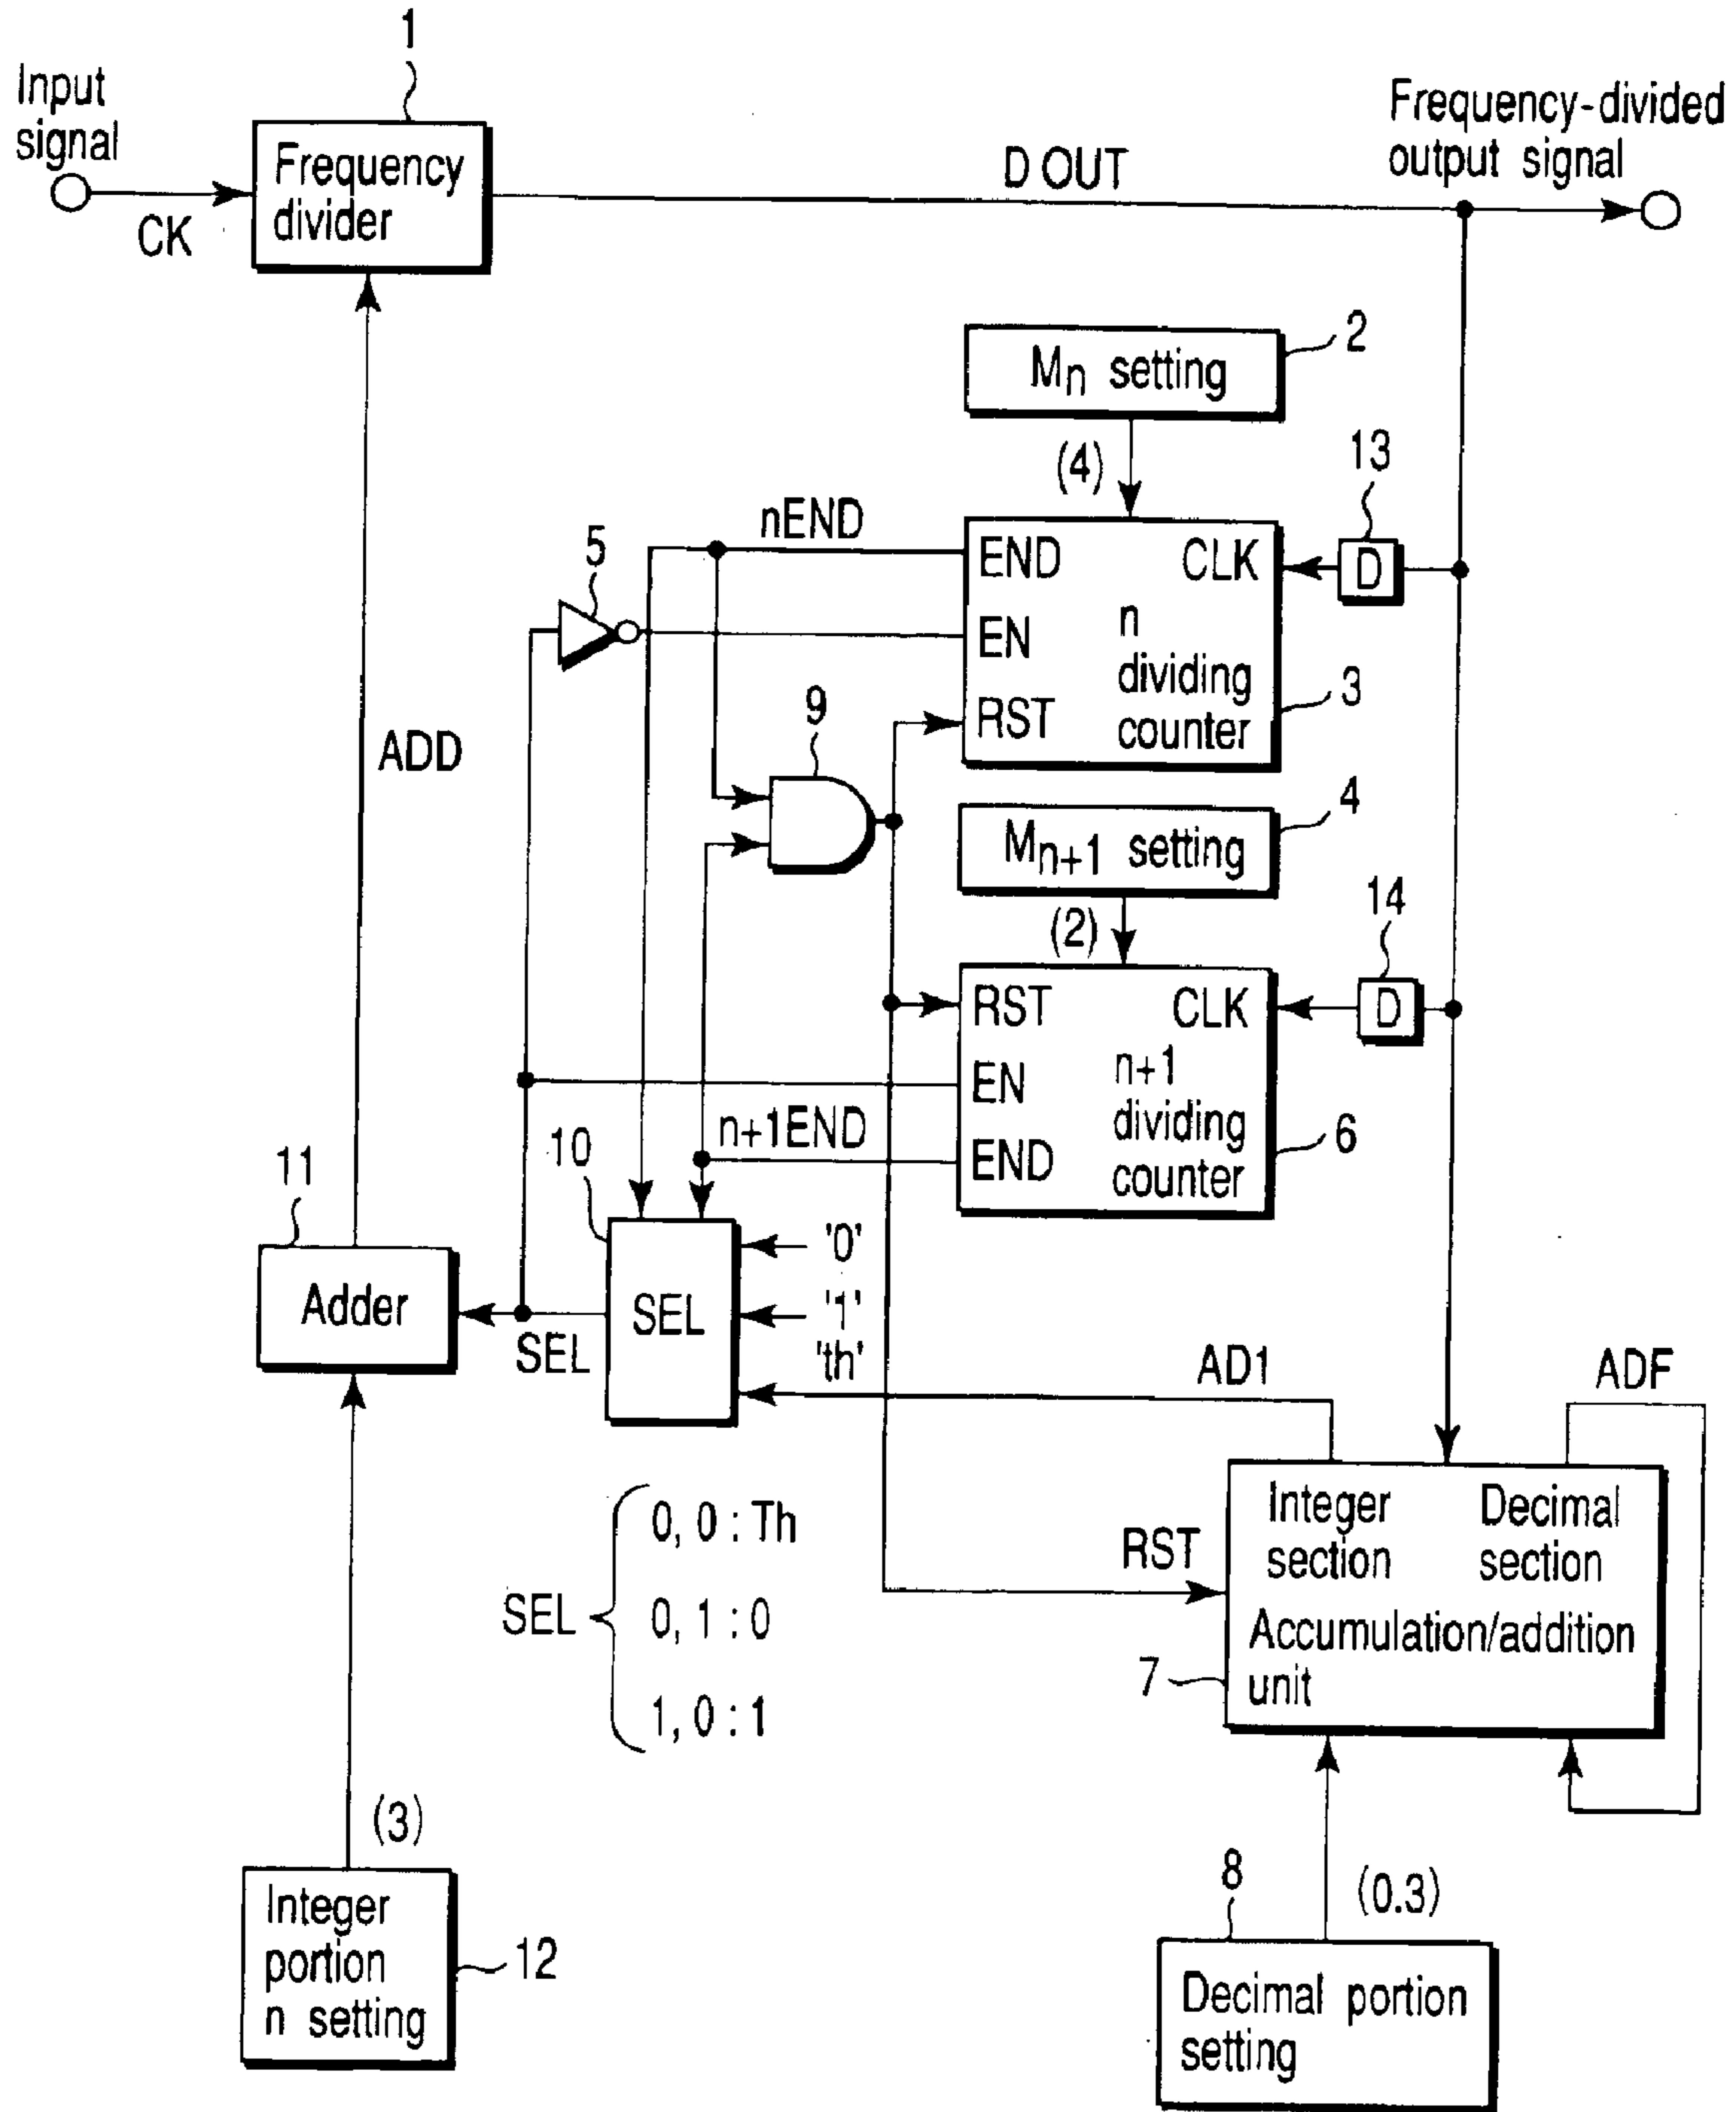 1
Input
signal
CK
Frequency
divider
D OUT
Frequency-divided
output signal
2
Mn setting
(4)
13
D
nEND
5
END
CLK
EN
n
dividing
counter
RST
3
9
ADD
4
Mn+1 setting
(2)
14
D
RST
CLK
EN
n+1
dividing
counter
END
6
n+1END
10
11
'0'
'1'
'th'
Adder
SEL
SEL
AD1
ADF
SEL
0, 0 : Th
0, 1 : 0
1, 0 : 1
RST
Integer
section
Decimal
section
Accumulation/addition
unit
7
(3)
8
(0.3)
Integer
portion
n setting
12
Decimal portion
setting